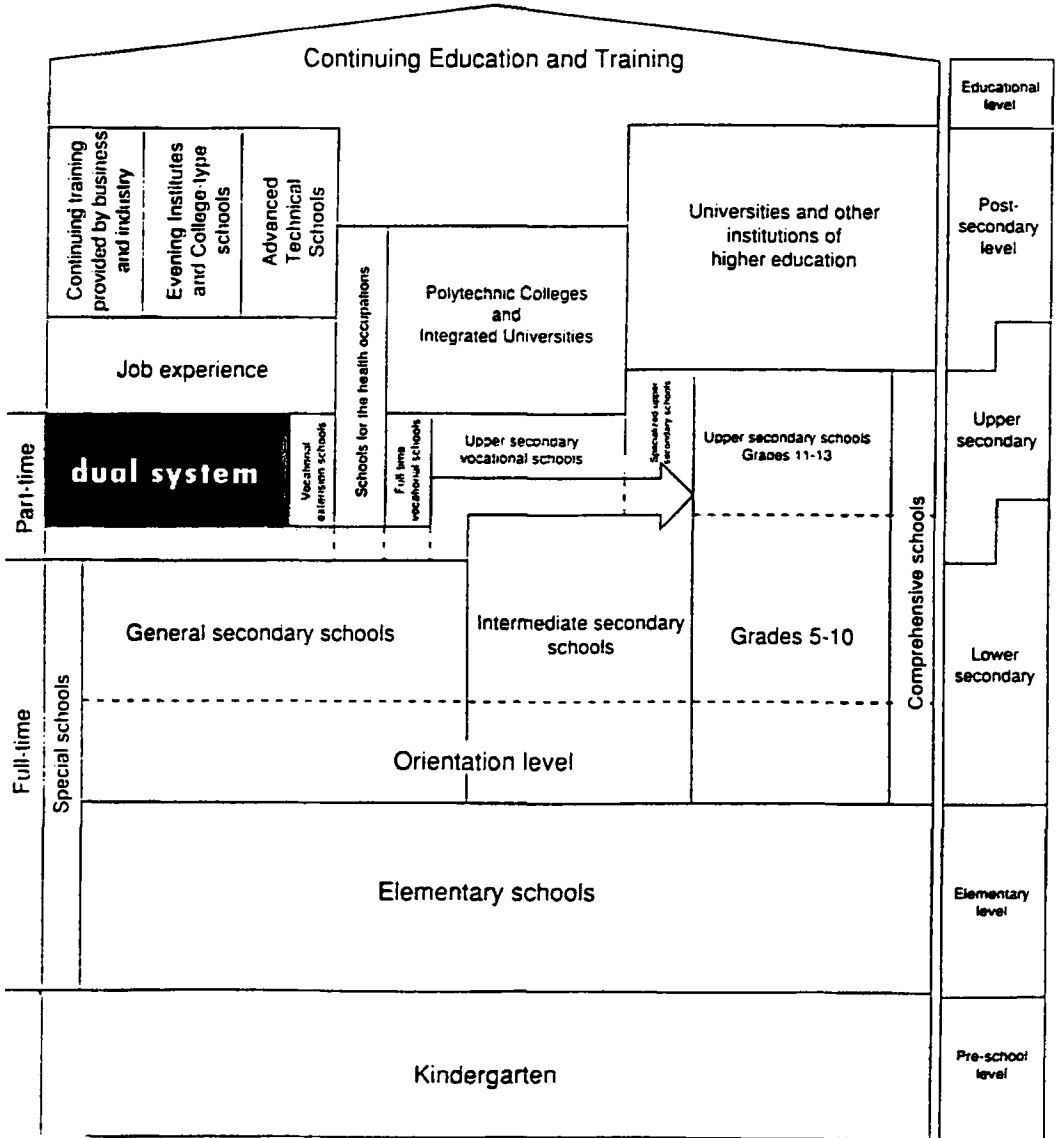 Continuing Education and Training
Educational
level
Continuing training
provided by business
and industry
Evening Institutes
and College-type
schools
Advanced
Technical
Schools
Universities and other
institutions of
higher education
Post-
secondary
level
Polytechnic Colleges
and
Integrated Universities
Job experience
Schools for the health occupations
Part-time
dual system
Vocational
extension schools
Full-time
vocational schools
Upper secondary
vocational schools
Specialized upper
secondary schools
Upper secondary schools
Grades 11-13
Upper
secondary
Comprehensive schools
General secondary schools
Intermediate secondary
schools
Grades 5-10
Lower
secondary
Full-time
Special schools
Orientation level
Elementary schools
Elementary
level
Kindergarten
Pre-school
level